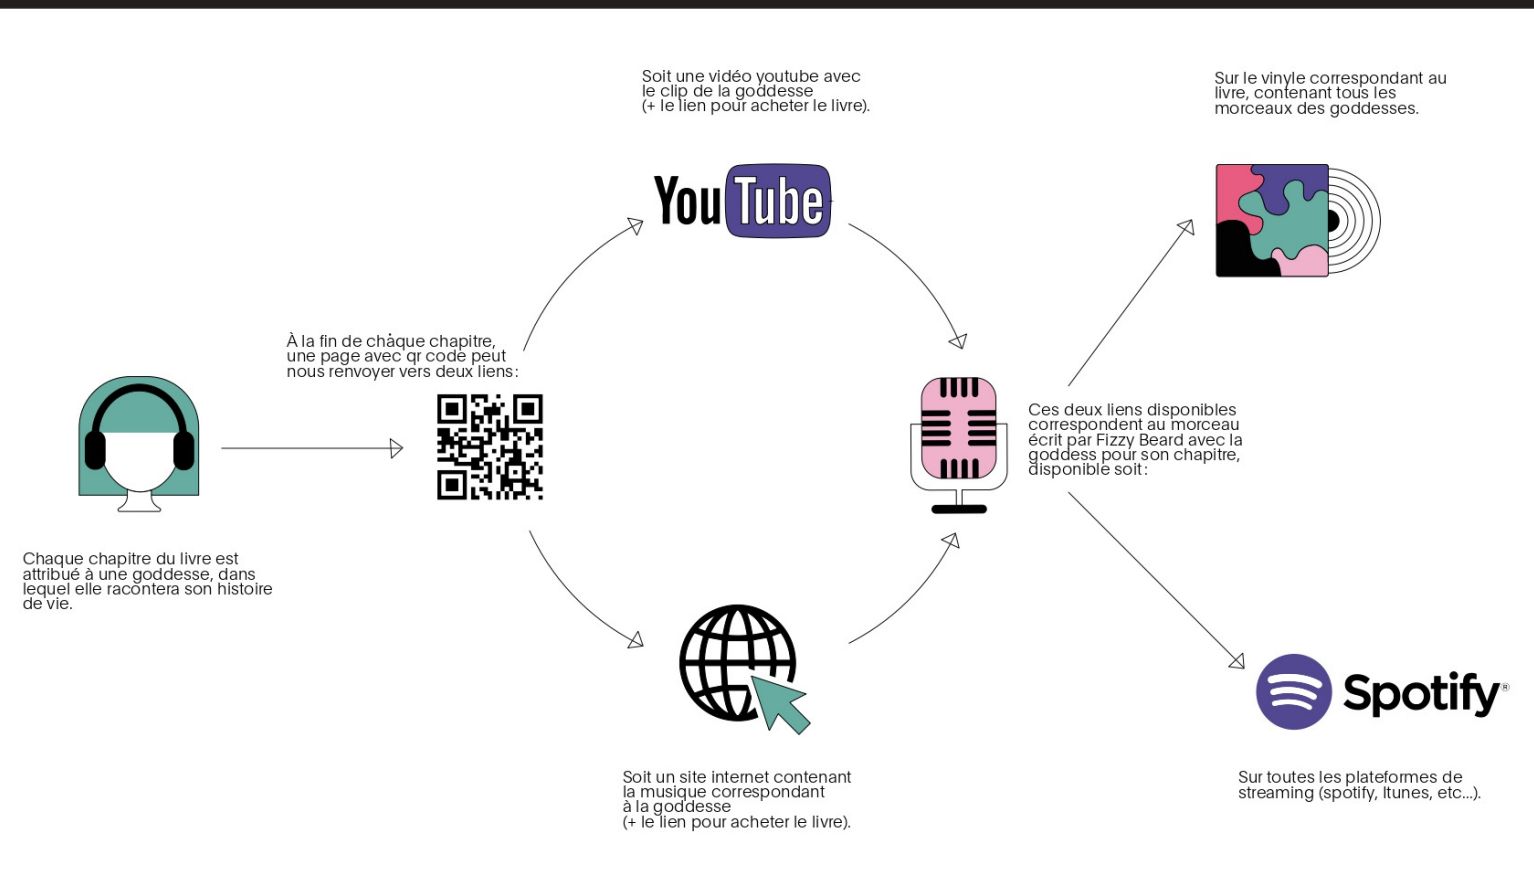 Soit une vidéo youtube avec
le clip de la goddesse
(+ le lien pour acheter le livre).
Sur le vinyle correspondant au
livre, contenant tous les
morceaux des goddesses.
YouTube
À la fin de chaque chapitre,
une page avec qr code peut
nous renvoyer vers deux liens:
Ces deux liens disponibles
correspondent au morceau
écrit par Fizzy Beard avec la
goddess pour son chapitre,
disponible soit:
Chaque chapitre du livre est
attribué à une goddesse, dans
lequel elle racontera son histoire
de vie.
Spotify®
Soit un site internet contenant
la musique correspondant
à la goddesse
(+ le lien pour acheter le livre).
Sur toutes les plateformes de
streaming (spotify, Itunes, etc...).